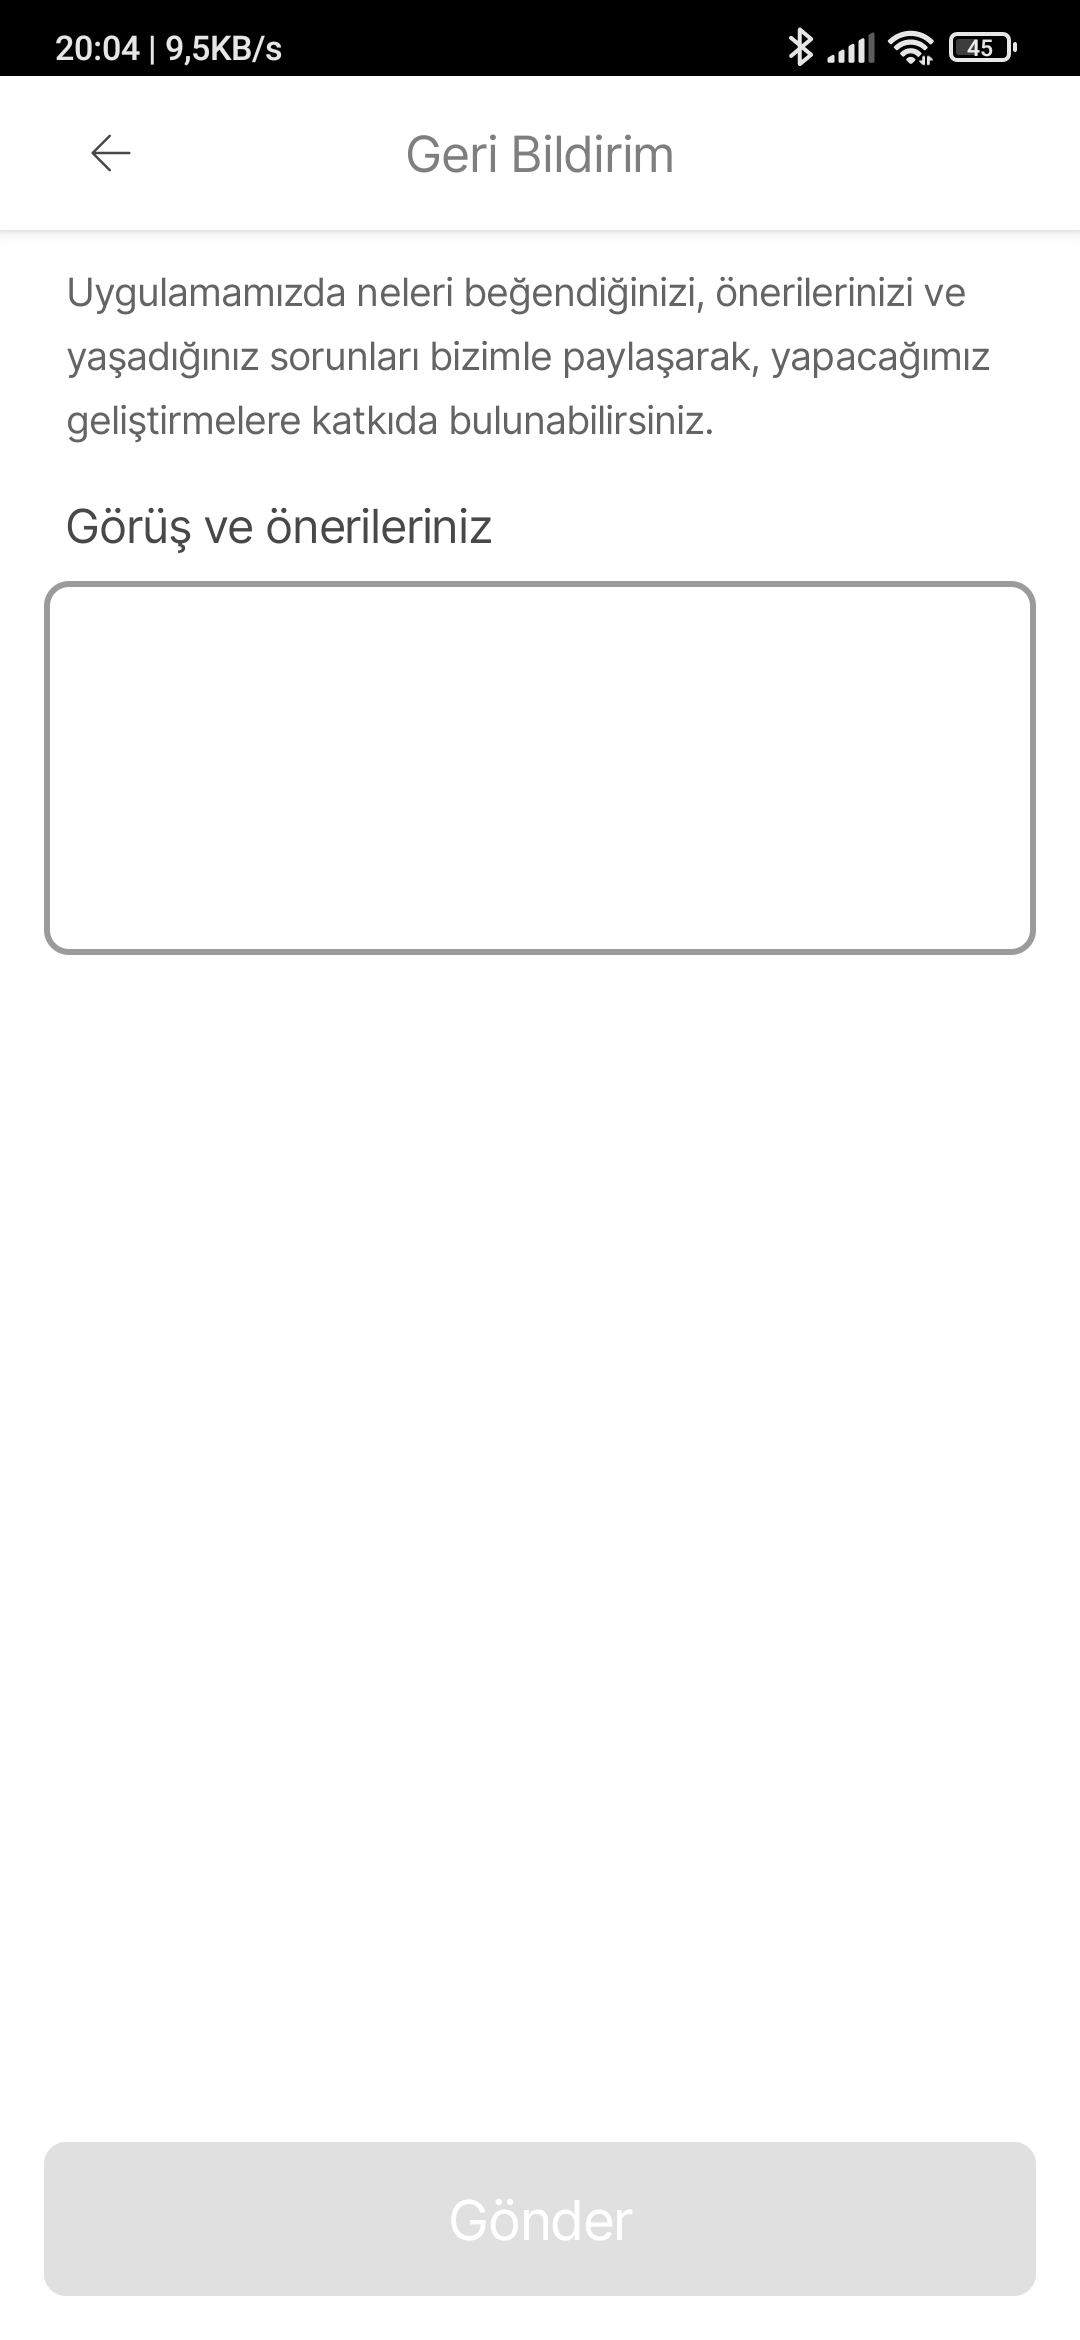 20:04 | 9,5KB/s
45
Geri Bildirim
Uygulamamızda neleri beğendiğinizi, önerilerinizi ve
yaşadığınız sorunları bizimle paylaşarak, yapacağımız
geliştirmelere katkıda bulunabilirsiniz.
Görüş ve önerileriniz
Gönder